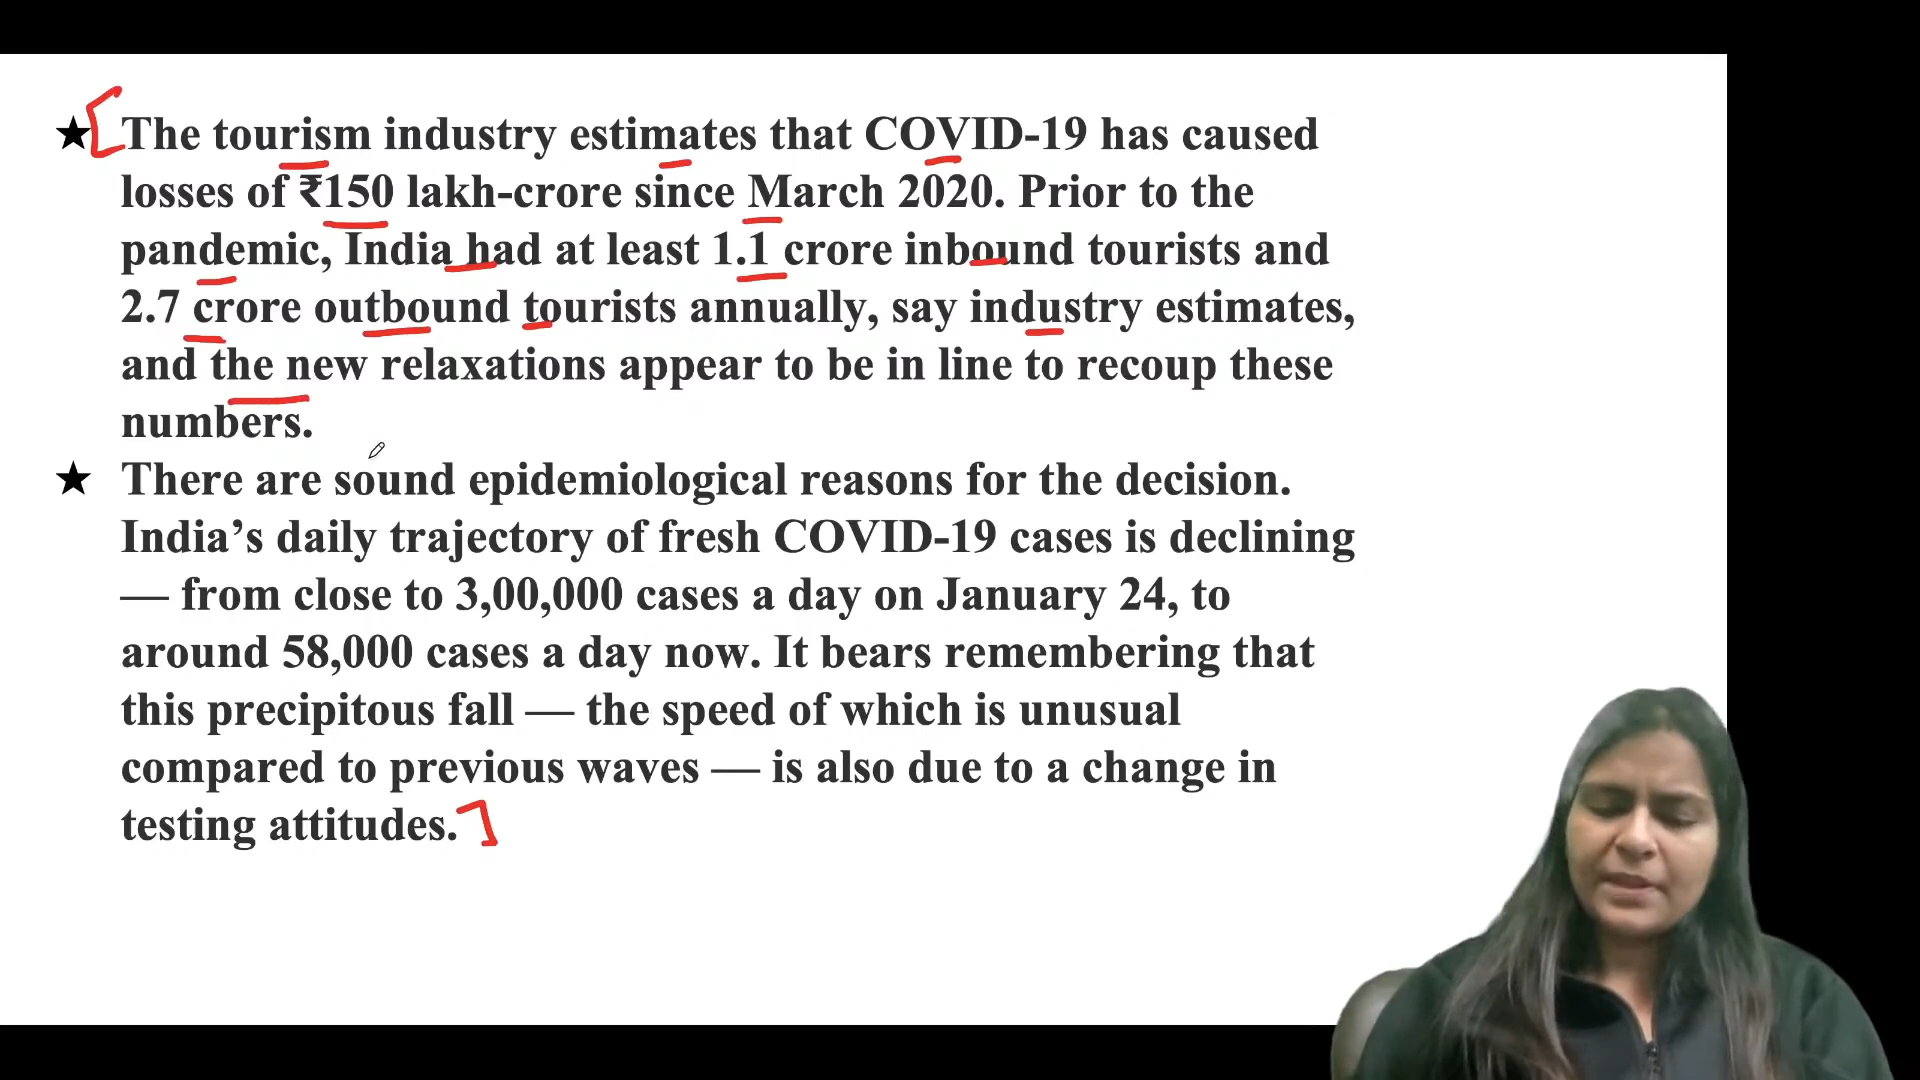 ★ The tourism industry estimates that COVID-19 has caused
losses of ₹150 lakh-crore since March 2020. Prior to the
pandemic, India had at least 1.1 crore inbound tourists and
2.7 crore outbound tourists annually, say industry estimates,
and the new relaxations appear to be in line to recoup these
numbers.
★ There are sound epidemiological reasons for the decision.
India’s daily trajectory of fresh COVID-19 cases is declining
— from close to 3,00,000 cases a day on January 24, to
around 58,000 cases a day now. It bears remembering that
this precipitous fall — the speed of which is unusual
compared to previous waves — is also due to a change in
testing attitudes.